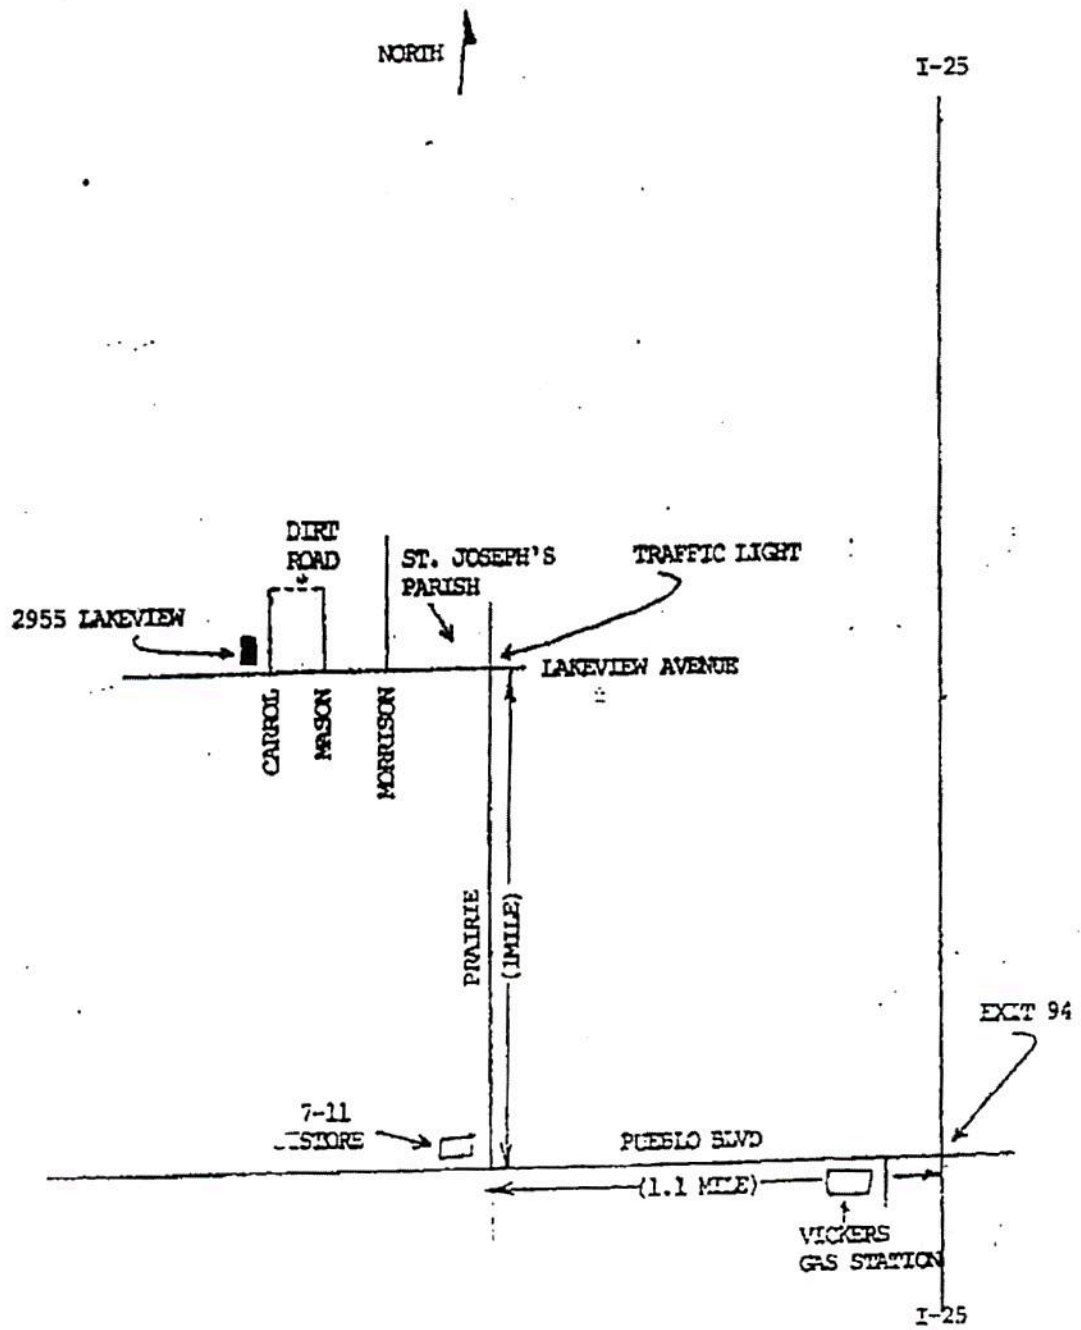 NORTH
I-25
DIRT
ROAD
ST. JOSEPH'S
PARISH
TRAFFIC LIGHT
2955 LAKEVIEW
LAKEVIEW AVENUE
CARROL
MASON
MORRISON
PRAIRIE
(1MILE)
EXIT 94
7-11
STORE
PUEBLO BLVD
(1.1 MILE)
VICKERS
GAS STATION
I-25